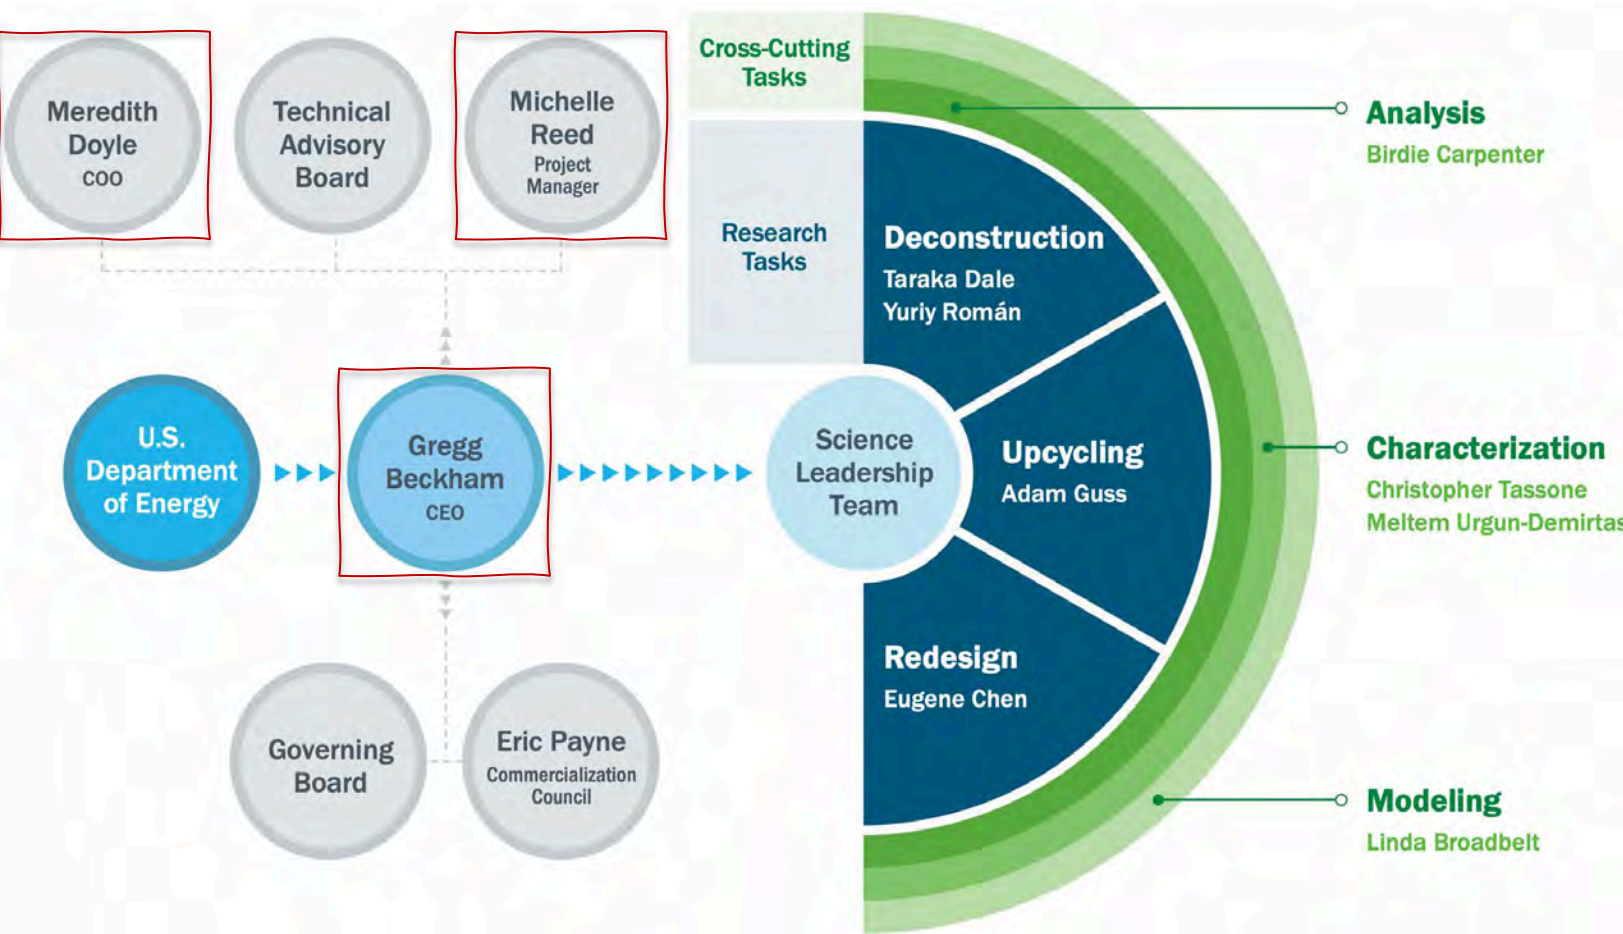 Meredith
Doyle
COO
Technical
Advisory
Board
Michelle
Reed
Project
Manager
Cross-Cutting
Tasks
Research
Tasks
Analysis
Birdie Carpenter
Deconstruction
Taraka Dale
Yuriy Román
U.S.
Department
of Energy
Gregg
Beckham
CEO
Science
Leadership
Team
Upcycling
Adam Guss
Characterization
Christopher Tassone
Meltem Urgun-Demirtas
Redesign
Eugene Chen
Governing
Board
Eric Payne
Commercialization
Council
Modeling
Linda Broadbelt